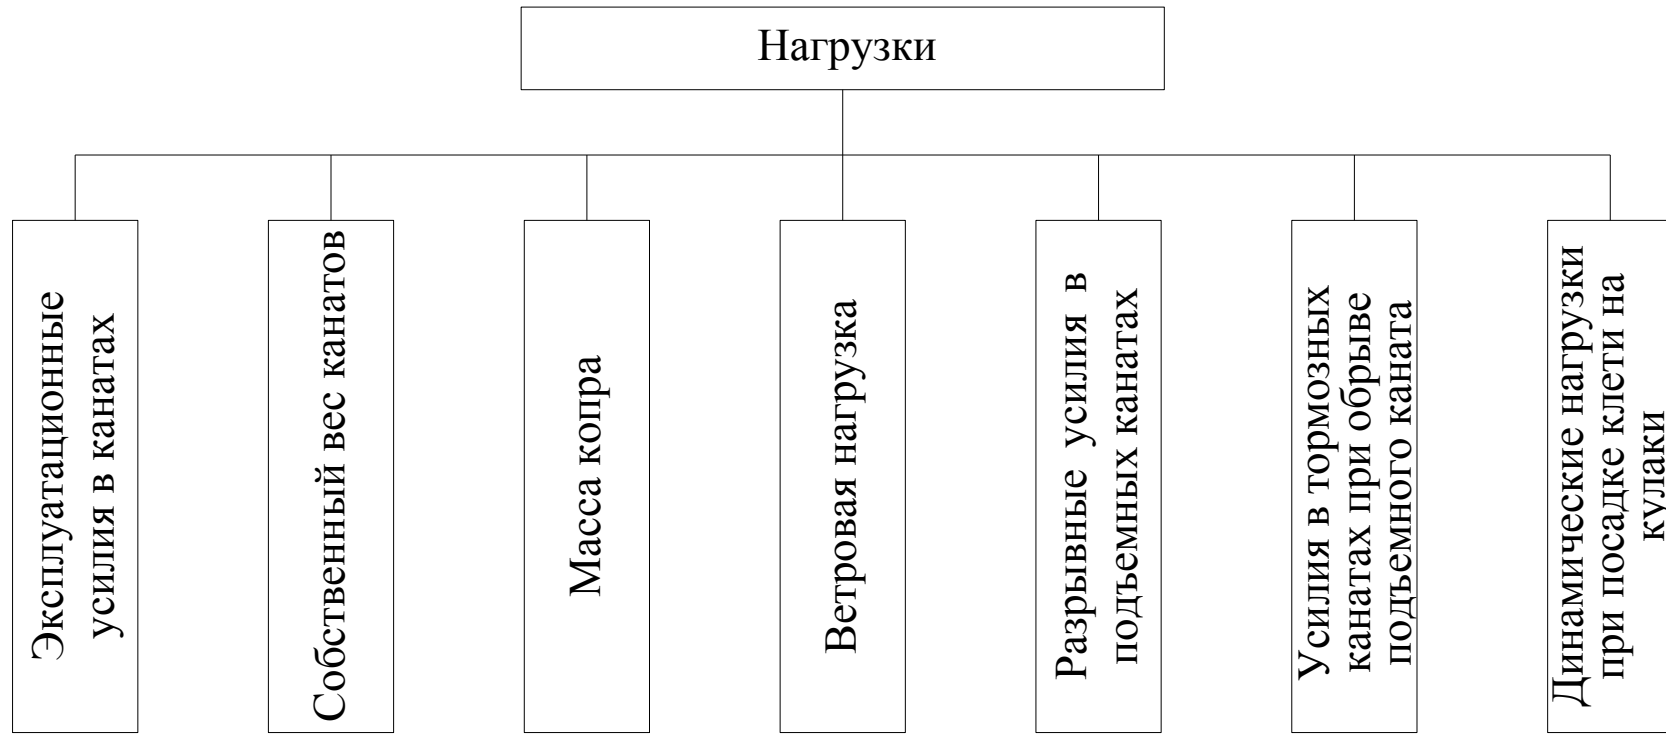 Нагрузки
Эксплуатационные
усилия в канатах
Собственный вес канатов
Масса копра
Ветровая нагрузка
Разрывные усилия в
подъемных канатах
Усилия в тормозных
канатах при обрыве
подъемного каната
Динамические нагрузки
при посадке клети на
кулаки